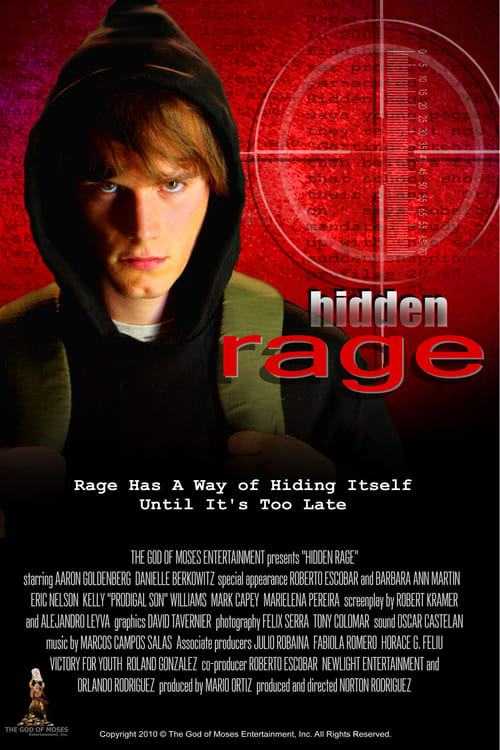 hidden
rage
Rage Has A Way of Hiding Itself
Until It's Too Late
THE GOD OF MOSES ENTERTAINMENT presents "HIDDEN RAGE"
starring AARON GOLDENBERG DANIELLE BERKOWITZ special appearance ROBERTO ESCOBAR and BARBARA ANN MARTIN
ERIC NELSON KELLY "PRODIGAL SON" WILLIAMS MARK CAPEY MARIELENA PEREIRA screenplay by ROBERT KRAMER
and ALEJANDRO LEYVA graphics DAVID TAVERNIER photography FELIX SERRA TONY COLOMAR sound OSCAR CASTELAN
music by MARCOS CAMPOS SALAS Associate producers JULIO ROBAINA FABIOLA ROMERO HORACE G. FELIU
VICTORY FOR YOUTH ROLAND GONZALEZ co-producer ROBERTO ESCOBAR NEWLIGHT ENTERTAINMENT and
ORLANDO RODRIGUEZ produced by MARIO ORTIZ produced and directed NORTON RODRIGUEZ
THE GOD OF MOSES
Entertainment, Inc.
Copyright 2010 © The God of Moses Entertainment, Inc. All Rights Reserved.